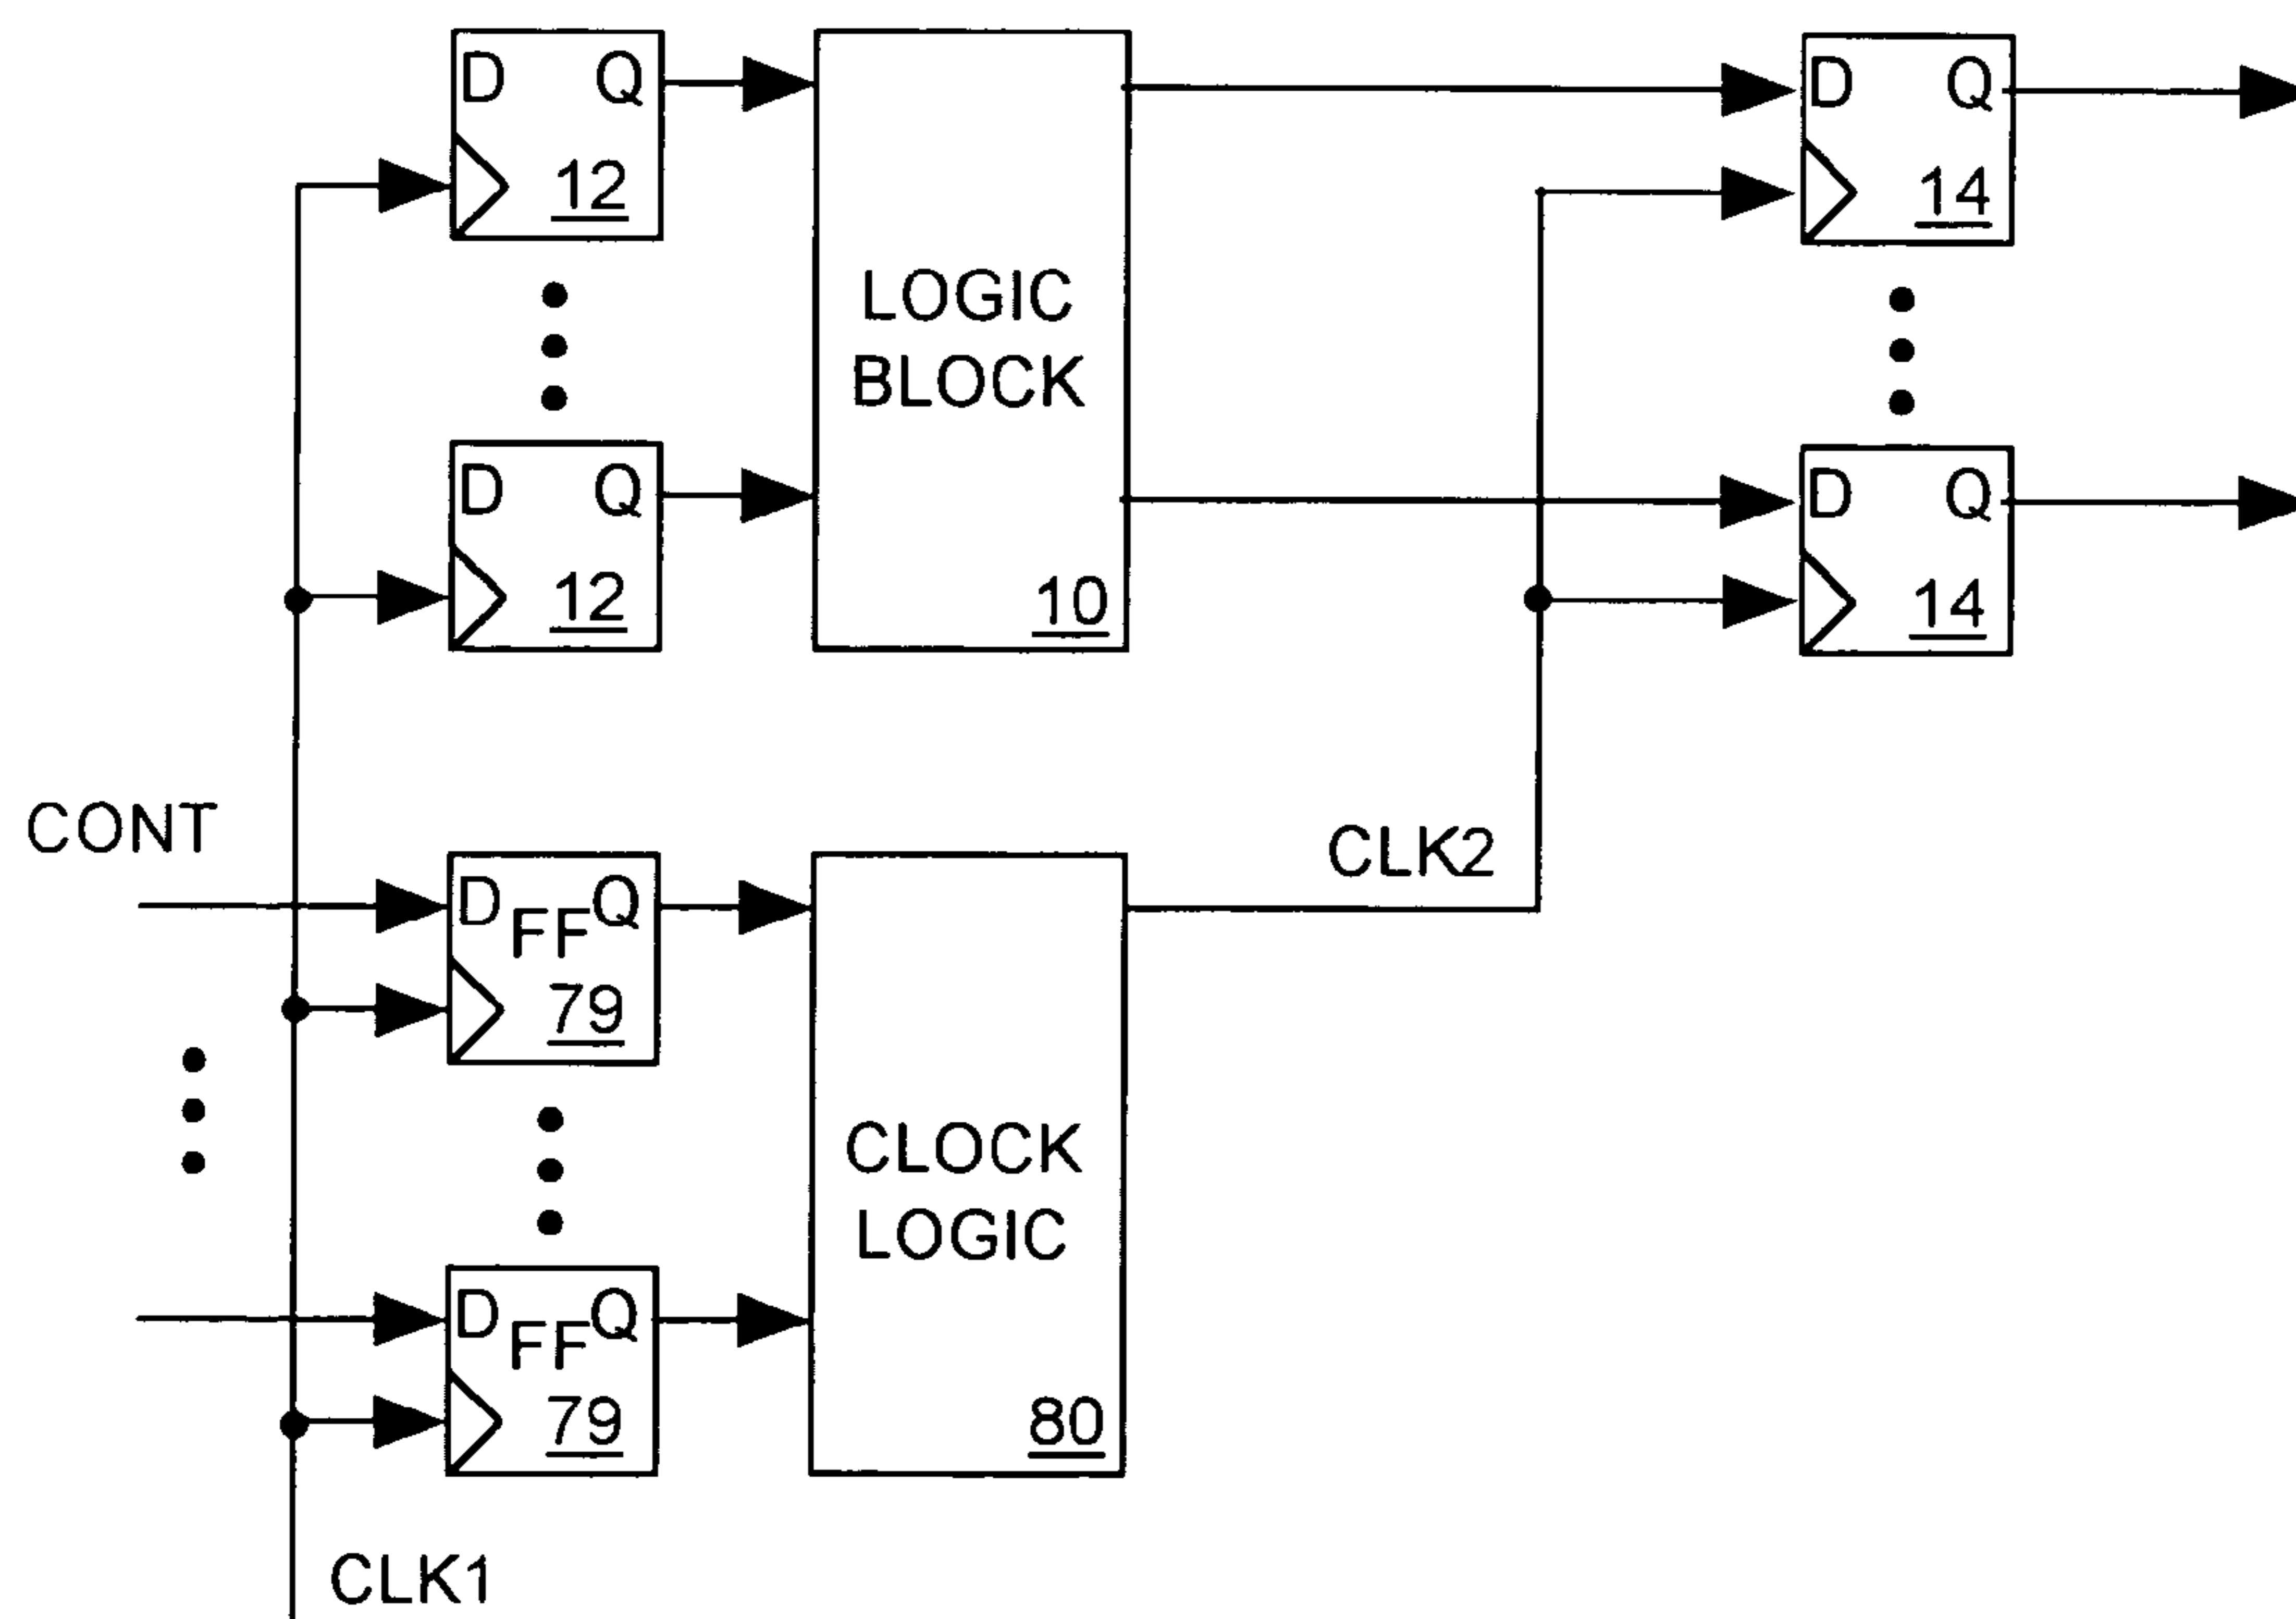 D Q
12
LOGIC
BLOCK
D Q
14
D Q
12
10
D Q
14
CONT
D FF Q
79
CLK2
CLOCK
LOGIC
D FF Q
79
80
CLK1